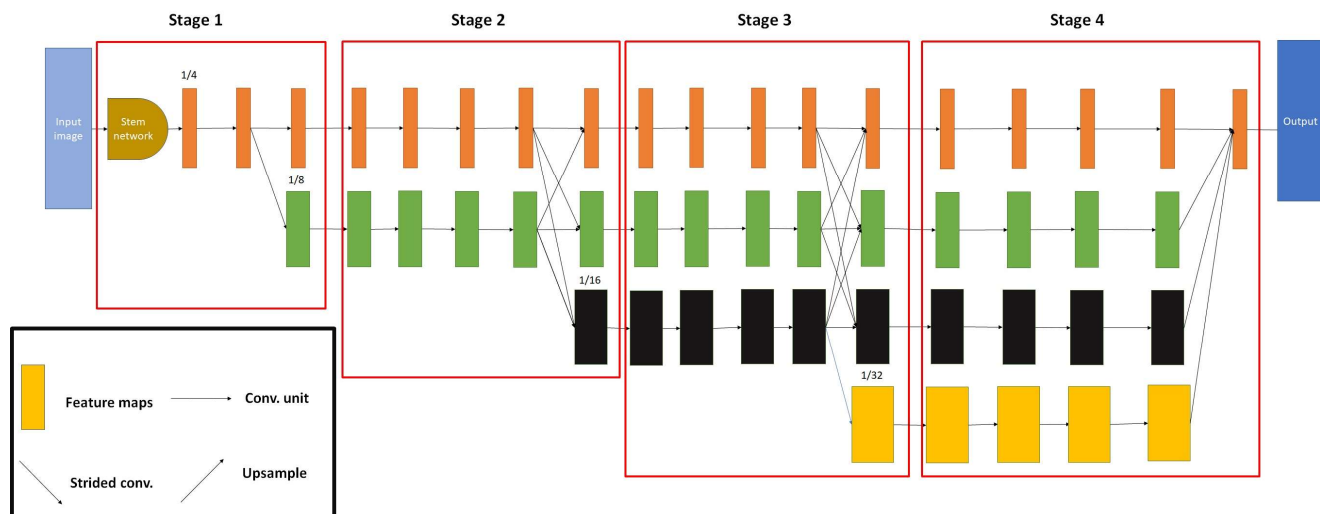 Stage 1
Stage 2
Stage 3
Stage 4
Input
image
Stem
network
1/4
1/8
1/16
1/32
Output
Feature maps
Conv. unit
Strided conv.
Upsample